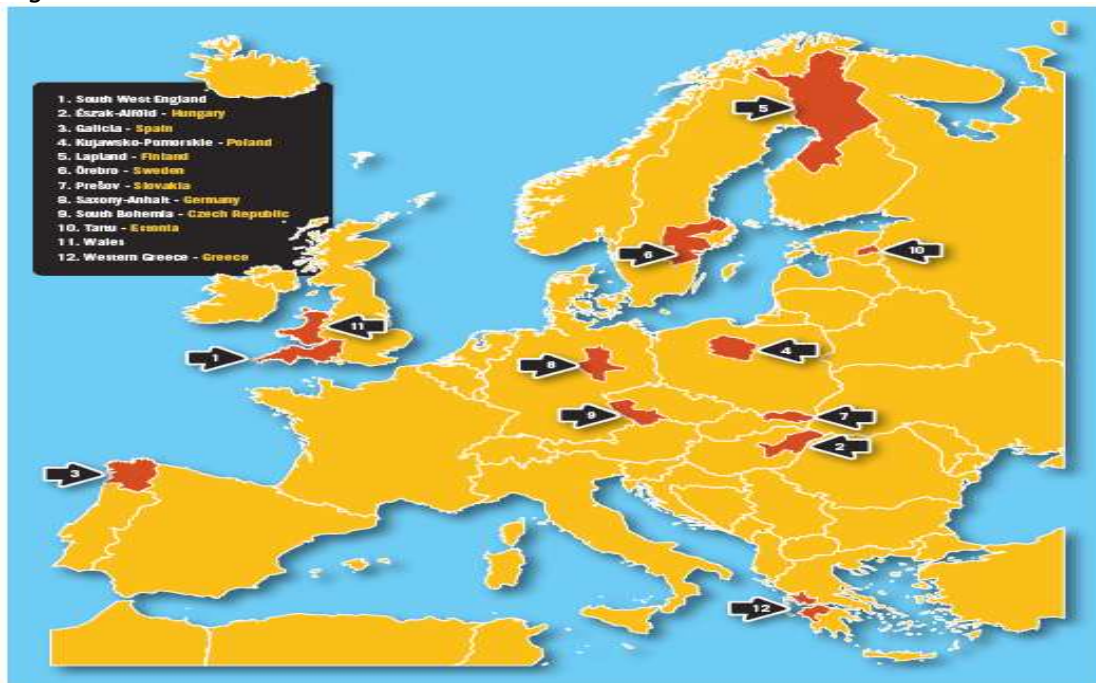 1. South West England
2. Észak-Alföld - Hungary
3. Galicia - Spain
4. Kujawsko-Pomorskie - Poland
5. Lapland - Finland
6. Örebro - Sweden
7. Prešov - Slovakia
8. Saxony-Anhalt - Germany
9. South Bohemia - Czech Republic
10. Tartu - Estonia
11. Wales
12. Western Greece - Greece
5
6
10
11
1
4
8
9
7
2
3
12